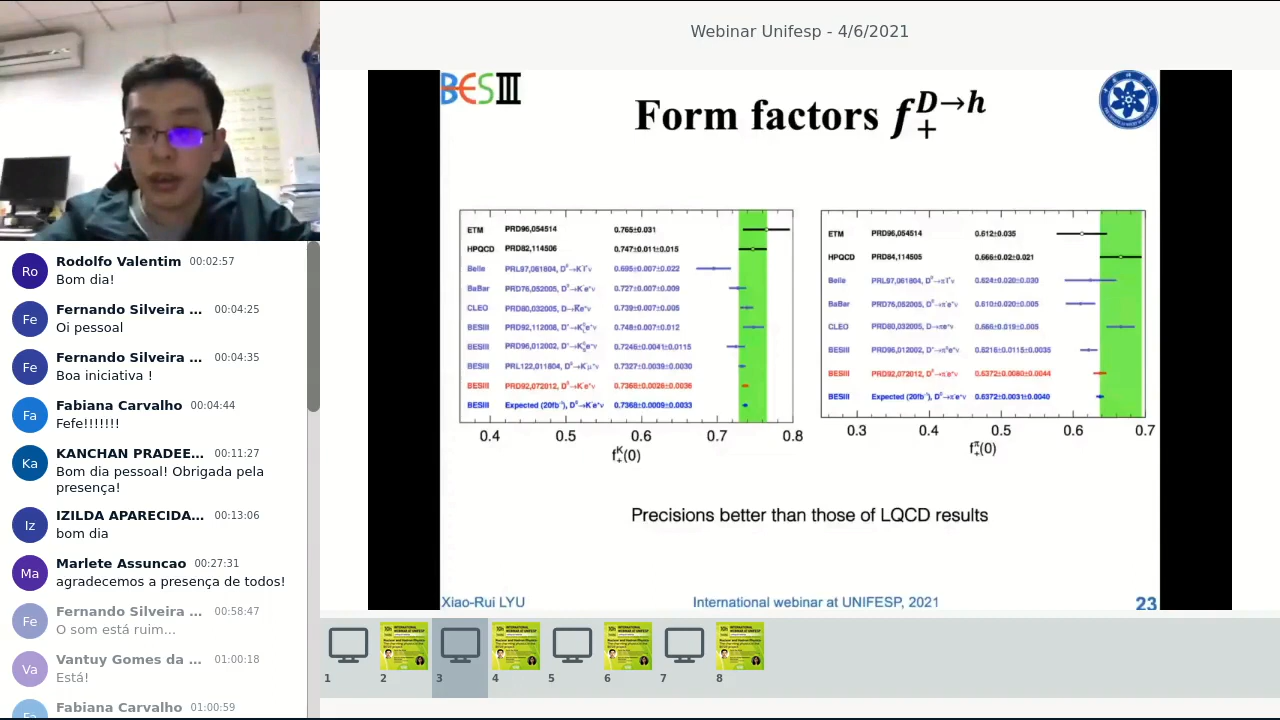 Webinar Unifesp - 4/6/2021
Rodolfo Valentim 00:02:57
Bom dia!
Fernando Silveira ... 00:04:25
Oi pessoal
Fernando Silveira ... 00:04:35
Boa iniciativa !
Fabiana Carvalho 00:04:44
Fefe!!!!!!!
KANCHAN PRADEE... 00:11:27
Bom dia pessoal! Obrigada pela
presença!
IZILDA APARECIDA... 00:13:06
bom dia
Marlete Assuncao 00:27:31
agradecemos a presença de todos!
Fernando Silveira ... 00:58:47
O som está ruim...
Vantuy Gomes da ... 01:00:18
Está!
Fabiana Carvalho 01:00:59
Ro
Fe
Fe
Fa
Ka
Iz
Ma
Fe
Va
BESIII
Form factors f₊^{D→h}
ETM PRD96,054514 0.765±0.031
HPQCD PRD82,114506 0.747±0.011±0.015
Belle PRL97,061804, D⁰→K⁻l⁺ν 0.695±0.007±0.022
BaBar PRD76,052005, D⁰→K⁻e⁺ν 0.727±0.007±0.009
CLEO PRD80,032005, D→K̄e⁺ν 0.739±0.007±0.005
BESIII PRD92,112008, 0.748±0.007±0.012
BESIII PRD96,012002, 0.7246±0.0041±0.0115
BESIII PRL122,011804, D⁰→K⁻μ⁺ν 0.7327±0.0039±0.0030
BESIII PRD92,072012, D⁰→K⁻e⁺ν 0.7368±0.0026±0.0036
BESIII Expected (20fb⁻¹), D⁰→K⁻e⁺ν 0.7368±0.0009±0.0033
0.4 0.5 0.6 0.7 0.8
f₊ᴷ(0)
ETM PRD96,054514 0.612±0.035
HPQCD PRD84,114505 0.666±0.02±0.021
Belle PRL97,061804, D⁰→π⁻l⁺ν 0.624±0.020±0.030
BaBar 0.610±0.020±0.005
CLEO PRD80,032005, D→πe⁺ν 0.666±0.019±0.005
BESIII PRD96,012002, 0.6216±0.0115±0.0035
BESIII PRD92,072012, D⁰→π⁻e⁺ν 0.6372±0.0080±0.0044
BESIII Expected (20fb⁻¹), D⁰→π⁻e⁺ν 0.6372±0.0031±0.0040
0.3 0.4 0.5 0.6 0.7
f₊^π(0)
Precisions better than those of LQCD results
Xiao-Rui LYU International webinar at UNIFESP, 2021 23
1 2 3 4 5 6 7 8